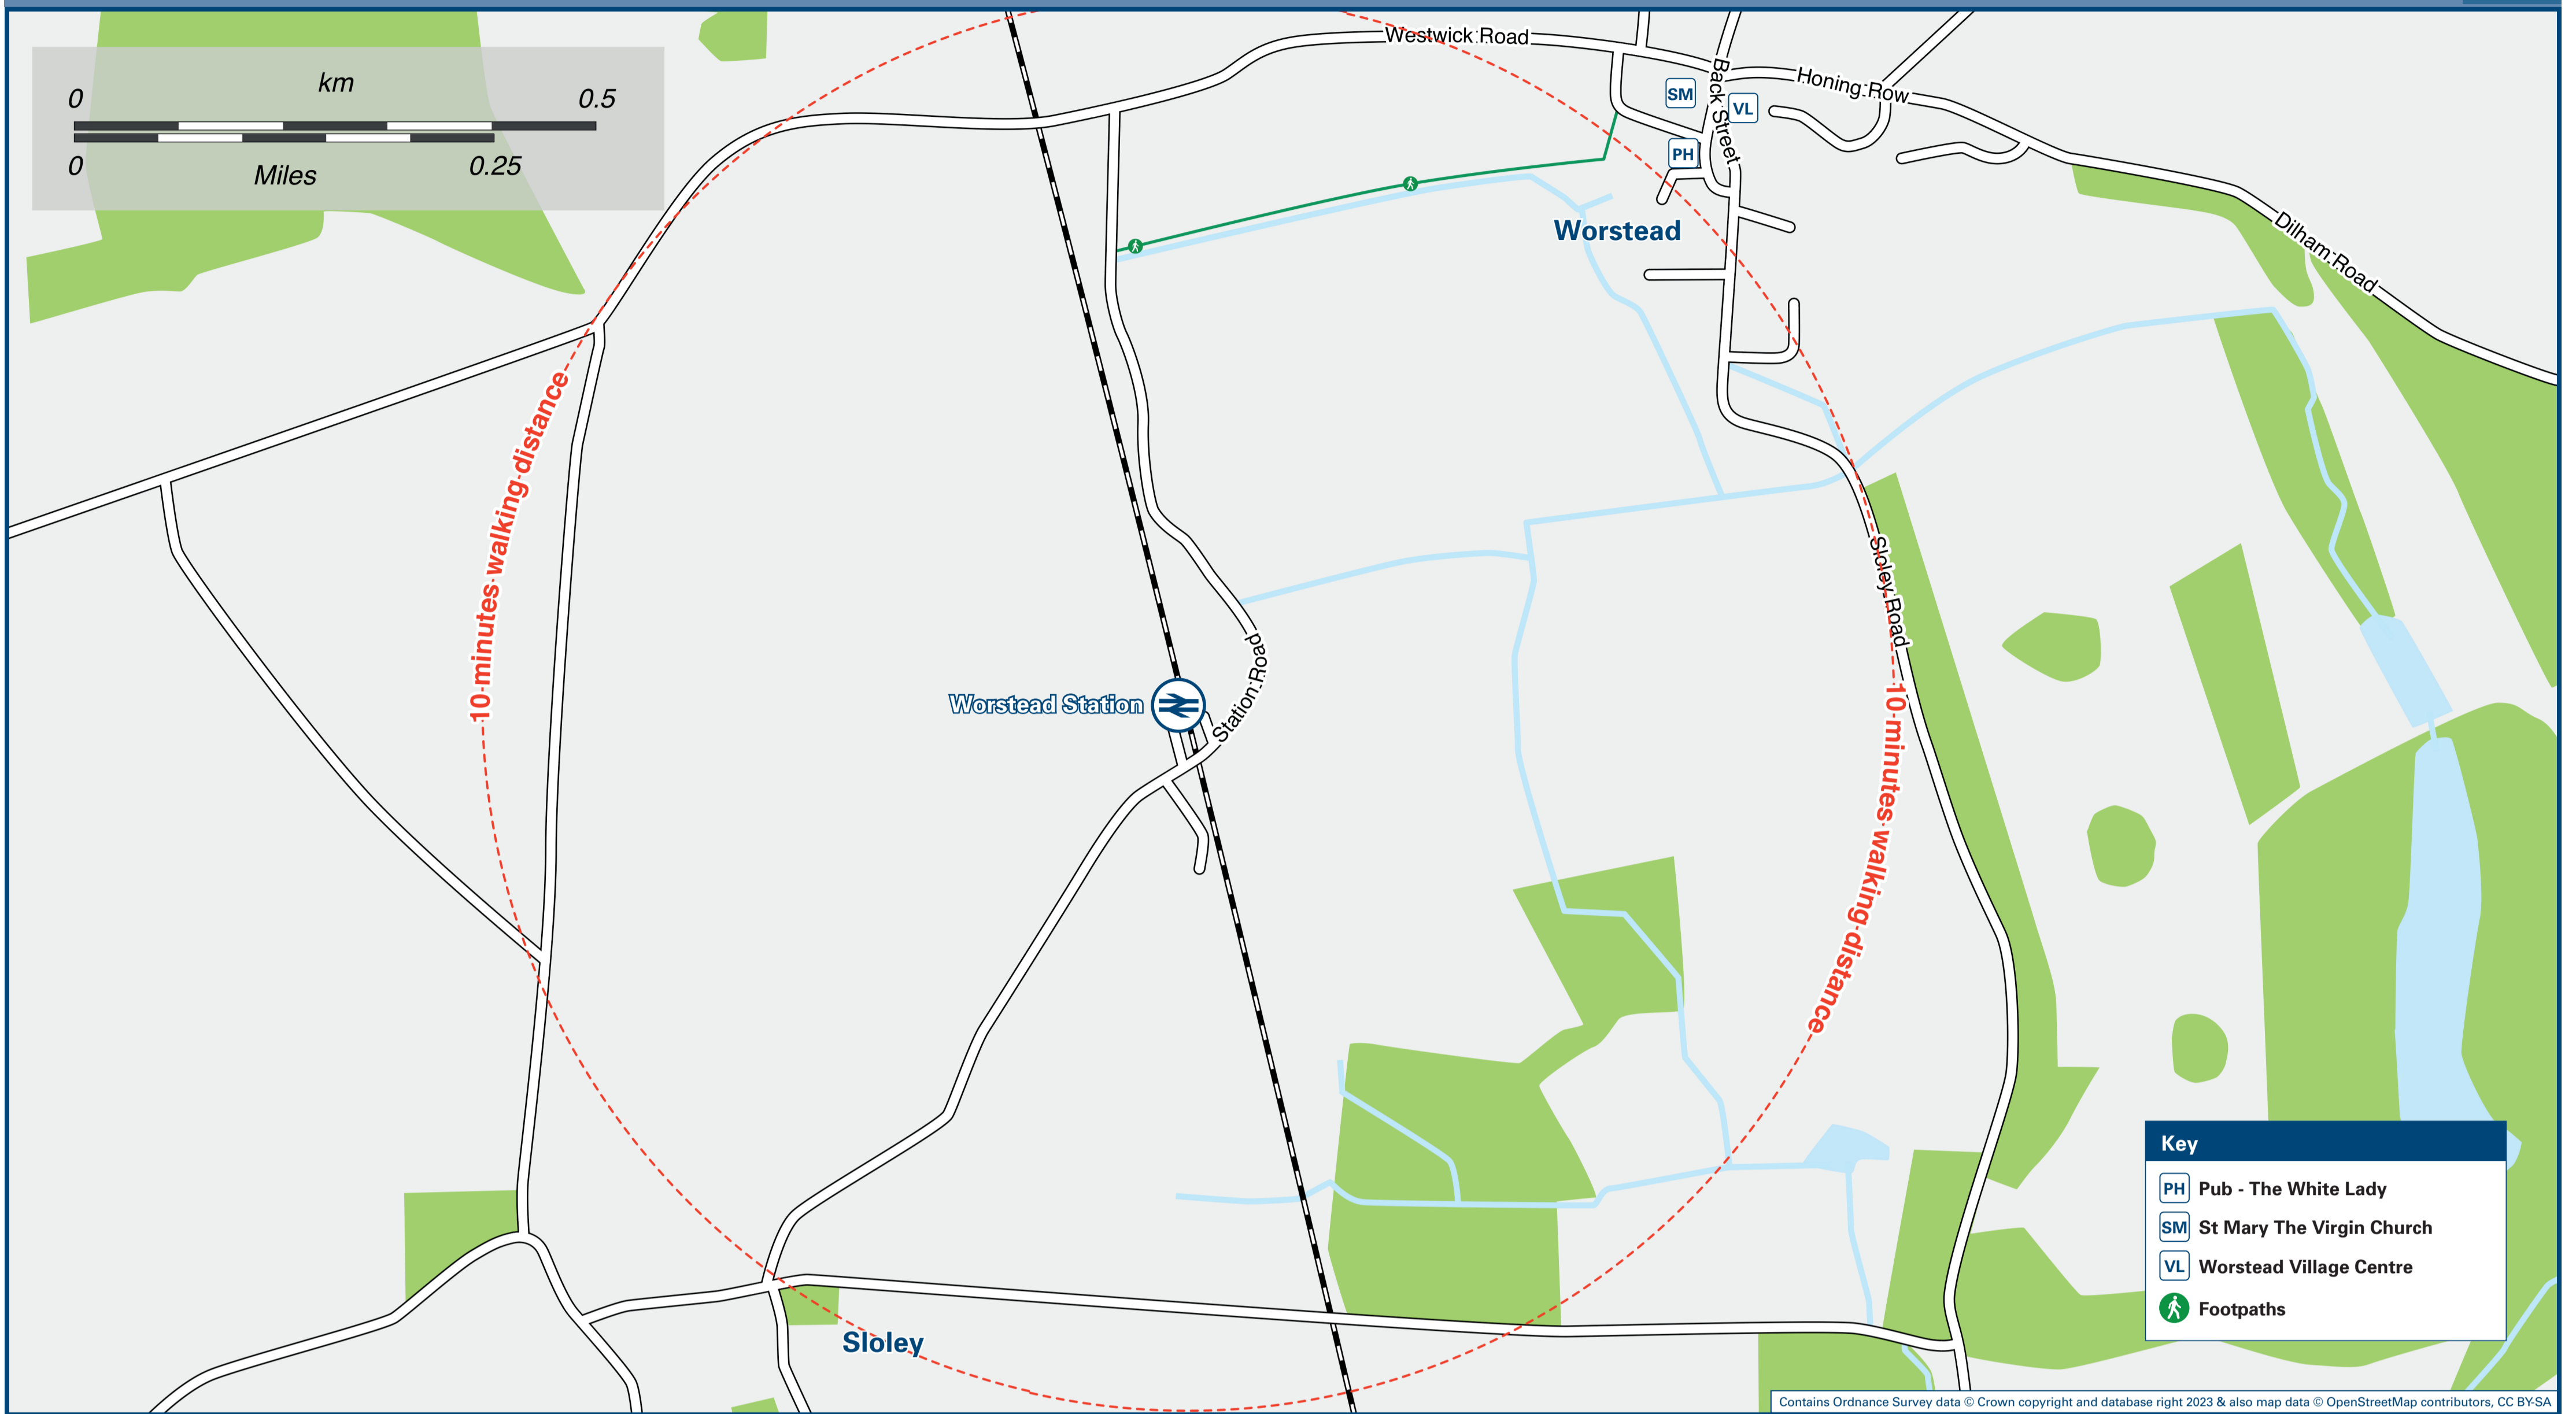 km
0 0.5
0 0.25
Miles
Westwick Road
Back Street
Honing Row
SM
VL
PH
Worstead
Dilham Road
10 minutes walking distance
Sloley Road
Station Road
Worstead Station
10 minutes walking distance
Sloley
Key
PH Pub - The White Lady
SM St Mary The Virgin Church
VL Worstead Village Centre
Footpaths
Contains Ordnance Survey data © Crown copyright and database right 2023 & also map data © OpenStreetMap contributors, CC BY-SA